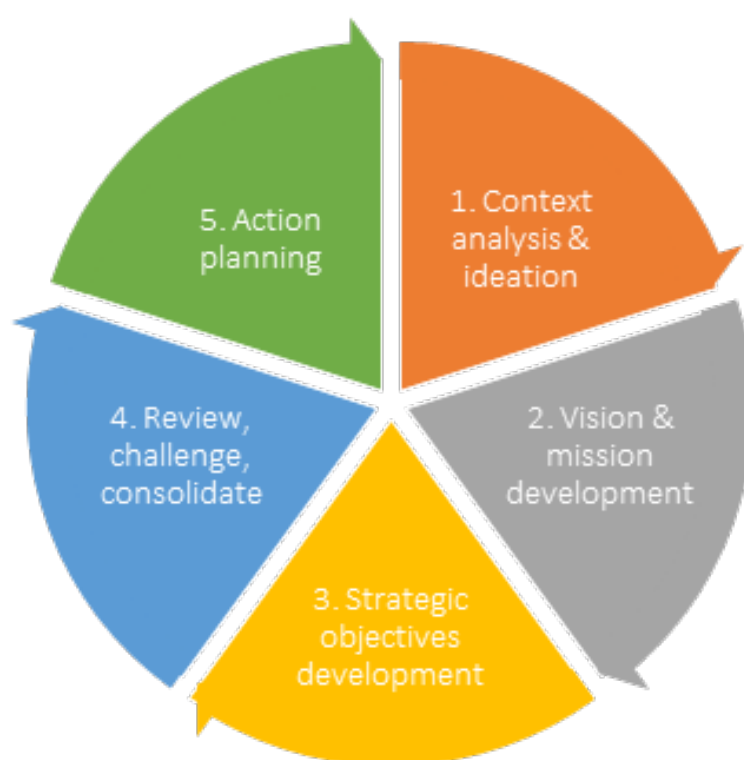 1. Context
analysis &
ideation
2. Vision &
mission
development
3. Strategic
objectives
development
4. Review,
challenge,
consolidate
5. Action
planning